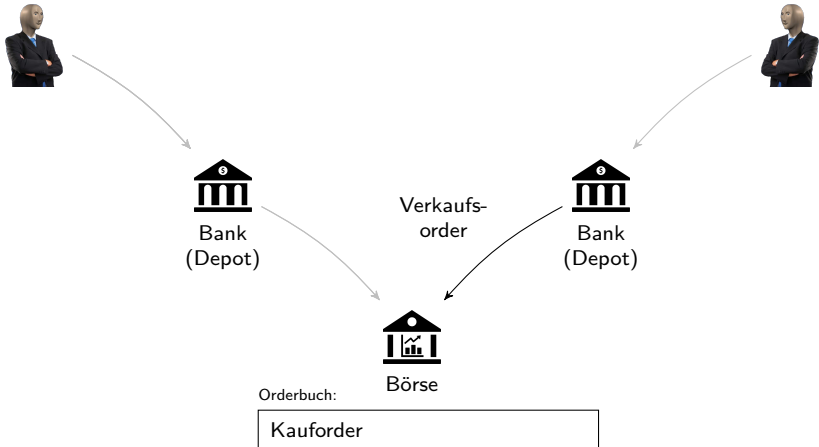 Verkaufs-
order
Bank
(Depot)
Bank
(Depot)
Börse
Orderbuch:
Kauforder